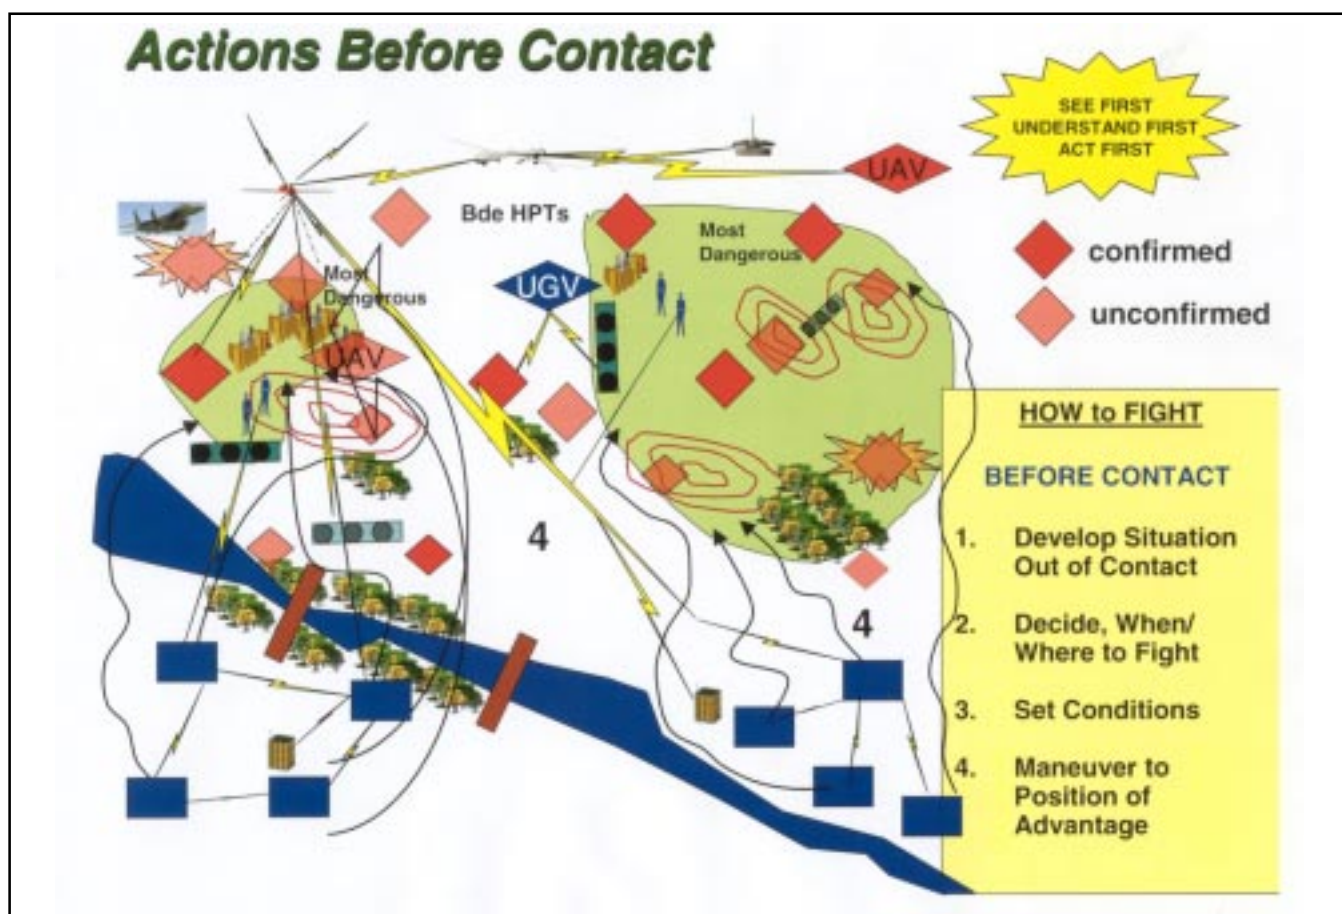 Actions Before Contact
SEE FIRST
UNDERSTAND FIRST
ACT FIRST
UAV
Bde HPTs
Most
Dangerous
confirmed
unconfirmed
Most
Dangerous
UGV
UAV
4
4
HOW to FIGHT
BEFORE CONTACT
1. Develop Situation
Out of Contact
2. Decide, When/
Where to Fight
3. Set Conditions
4. Maneuver to
Position of
Advantage